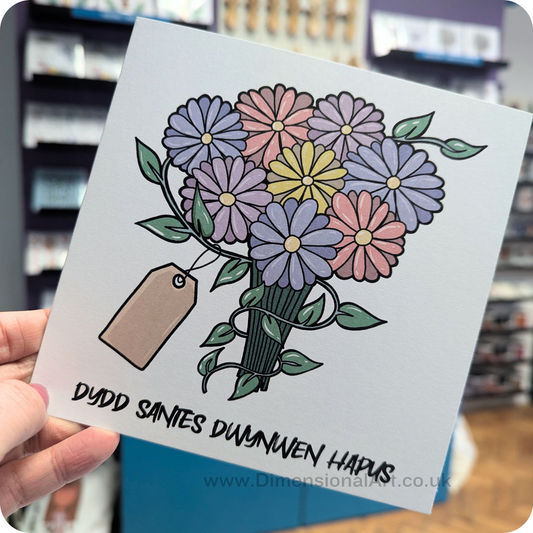 DYDD SANTES DWYNWEN HAPUS
www.DimensionalArt.co.uk